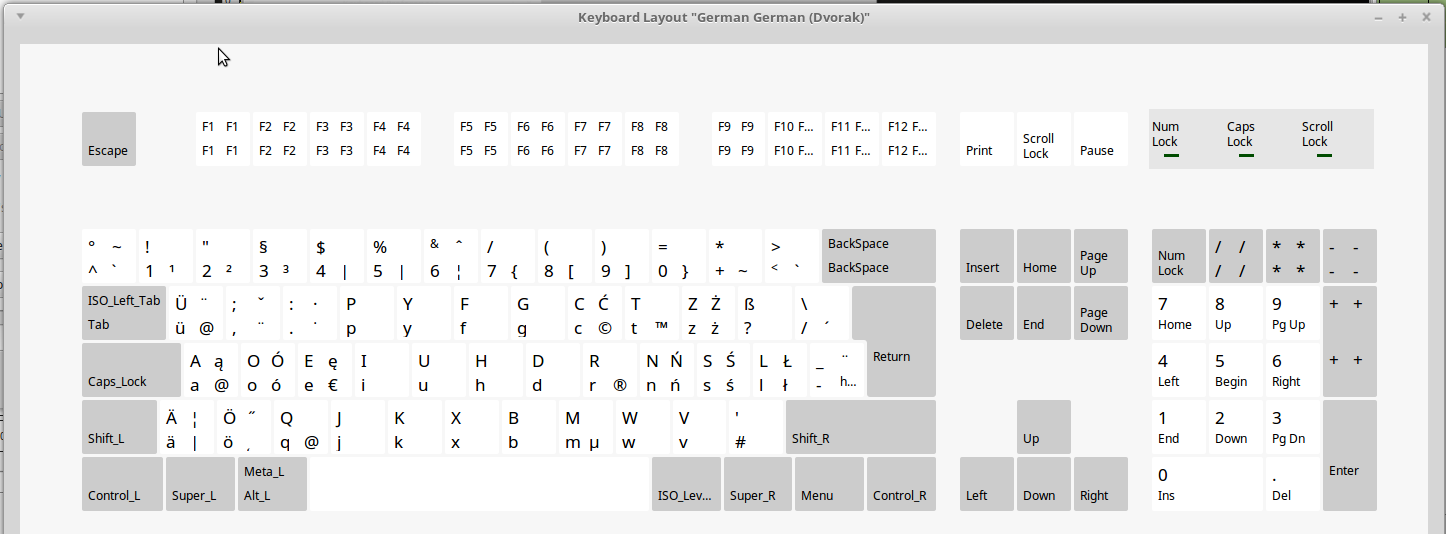 Keyboard Layout "German German (Dvorak)"
F1 F1 F2 F2 F3 F3 F4 F4 F5 F5 F6 F6 F7 F7 F8 F8 F9 F9 F10 F... F11 F... F12 F... Num Caps Scroll
Escape F1 F1 F2 F2 F3 F3 F4 F4 F5 F5 F6 F6 F7 F7 F8 F8 F9 F9 F10 F... F11 F... F12 F... Print Scroll Lock Pause Lock Lock Lock
° ~ ! " § $ % & ˆ / ( ) = * > BackSpace / / * * - -
^ ` 1 ¹ 2 ² 3 ³ 4 | 5 | 6 ¦ 7 { 8 [ 9 ] 0 } + ~ < ` BackSpace Insert Home Page Up Num Lock / / * * - -
ISO_Left_Tab Ü ¨ ; ˇ : · P Y F G C Ć T Z Ż ß \ 7 8 9 + +
Tab ü @ , ¨ . ˙ p y f g c © t ™ z ż ? / ´ Delete End Page Down Home Up Pg Up
A ą O Ó E ę I U H D R N Ń S Ś L Ł _ ¨ Return 4 5 6 + +
Caps_Lock a @ o ó e € i u h d r ® n ń s ś l ł - h... Left Begin Right
Ä ¦ Ö ˝ Q J K X B M W V ' 1 2 3
Shift_L ä | ö ˛ q @ j k x b m µ w v # Shift_R Up End Down Pg Dn
Meta_L 0 . Enter
Control_L Super_L Alt_L ISO_Lev... Super_R Menu Control_R Left Down Right Ins Del